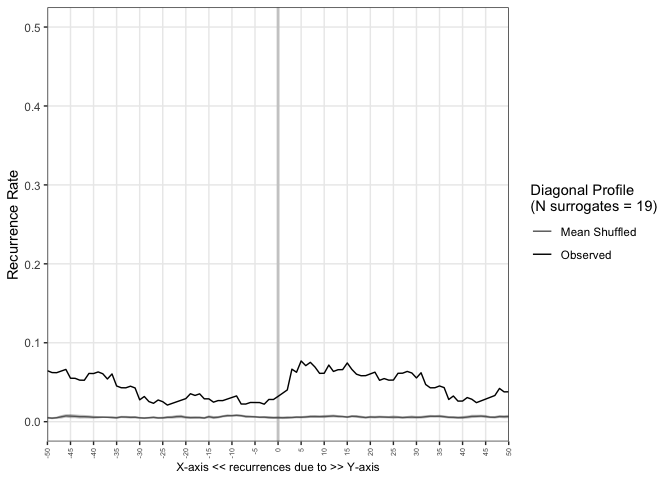 0.5
0.4
0.3
0.2
0.1
0.0
Recurrence Rate
-50 -45 -40 -35 -30 -25 -20 -15 -10 -5 0 5 10 15 20 25 30 35 40 45 50
X-axis << recurrences due to >> Y-axis
Diagonal Profile
(N surrogates = 19)
Mean Shuffled
Observed